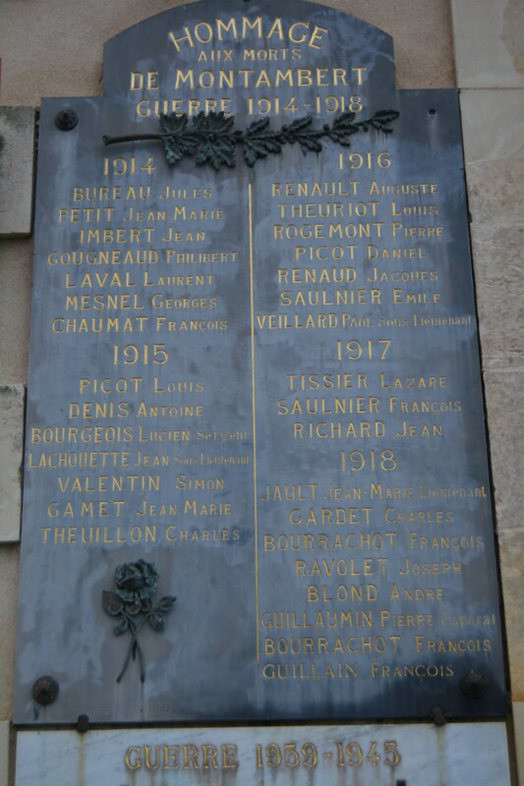 HOMMAGE
AUX MORTS
DE MONTAMBERT
GUERRE 1914-1918
1914
BUREAU JULES
PETIT JEAN MARIE
IMBERT JEAN
GOUGNEAUD PHILIBERT
LAVAL LAURENT
MESNEL GEORGES
CHAUMAT FRANÇOIS
1915
PICOT LOUIS
DENIS ANTOINE
BOURGEOIS LUCIEN Sergent
LACHOUETTE JEAN Sous-Lieutenant
VALENTIN SIMON
GAMET JEAN MARIE
THEUILLON CHARLES
1916
RENAULT AUGUSTE
THEURIOT LOUIS
ROGEMONT PIERRE
PICOT DANIEL
RENAUD JACQUES
SAULNIER EMILE
VEILLARD PAUL Sous-Lieutenant
1917
TISSIER LAZARE
SAULNIER FRANÇOIS
RICHARD JEAN
1918
JAULT JEAN-MARIE Lieutenant
GARDET CHARLES
BOURRACHOT FRANÇOIS
RAVOLET JOSEPH
BLOND ANDRE
GUILLAUMIN PIERRE Caporal
BOURRACHOT FRANÇOIS
GUILLAIN FRANÇOIS
GUERRE 1939-1945